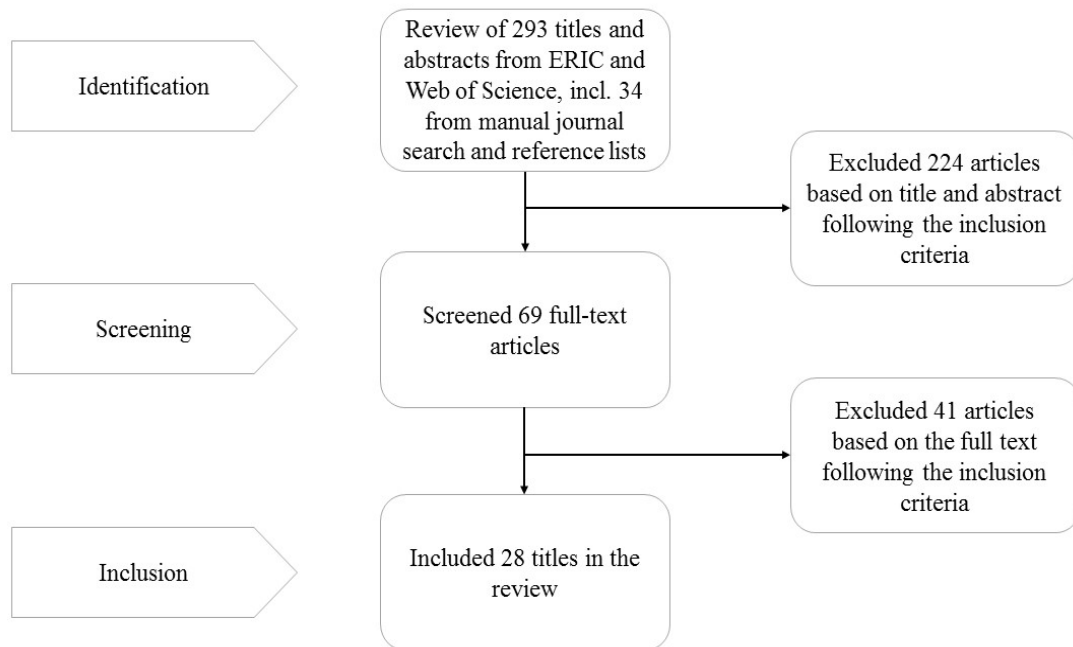 Identification
Review of 293 titles and
abstracts from ERIC and
Web of Science, incl. 34
from manual journal
search and reference lists
Excluded 224 articles
based on title and abstract
following the inclusion
criteria
Screening
Screened 69 full-text
articles
Excluded 41 articles
based on the full text
following the inclusion
criteria
Inclusion
Included 28 titles in the
review